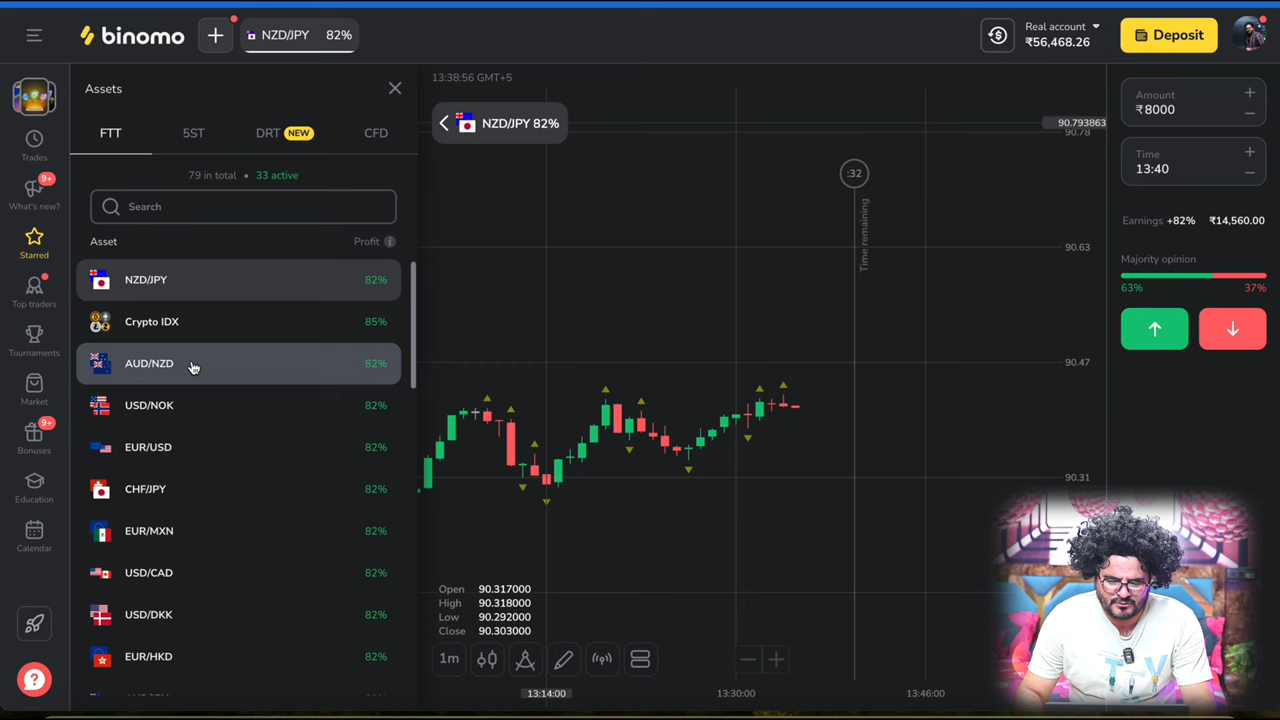 binomo
NZD/JPY 82%
Real account
₹56,468.26
Deposit
Trades
9+
What's new?
Starred
Top traders
Tournaments
Market
9+
Bonuses
Education
Calendar
Assets
FTT 5ST DRT NEW CFD
79 in total • 33 active
Search
Asset Profit
NZD/JPY 82%
Crypto IDX 85%
AUD/NZD 82%
USD/NOK 82%
EUR/USD 82%
CHF/JPY 82%
EUR/MXN 82%
USD/CAD 82%
USD/DKK 82%
EUR/HKD 82%
13:38:56 GMT+5
NZD/JPY 82%
:32
Time remaining
90.793863
90.78
90.63
90.47
90.31
Open 90.317000
High 90.318000
Low 90.292000
Close 90.303000
1m
13:14:00 13:30:00 13:46:00
Amount
₹8000
Time
13:40
Earnings +82% ₹14,560.00
Majority opinion
63% 37%